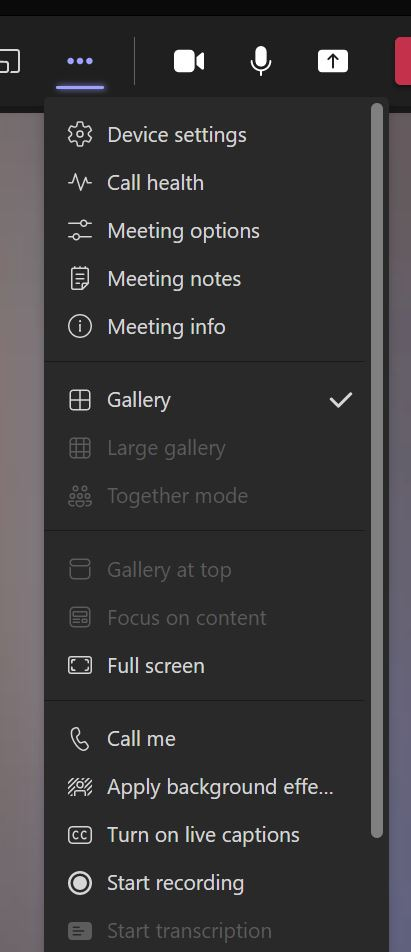 Device settings
Call health
Meeting options
Meeting notes
Meeting info
Gallery
Large gallery
Together mode
Gallery at top
Focus on content
Full screen
Call me
Apply background effe...
CC Turn on live captions
Start recording
Start transcription